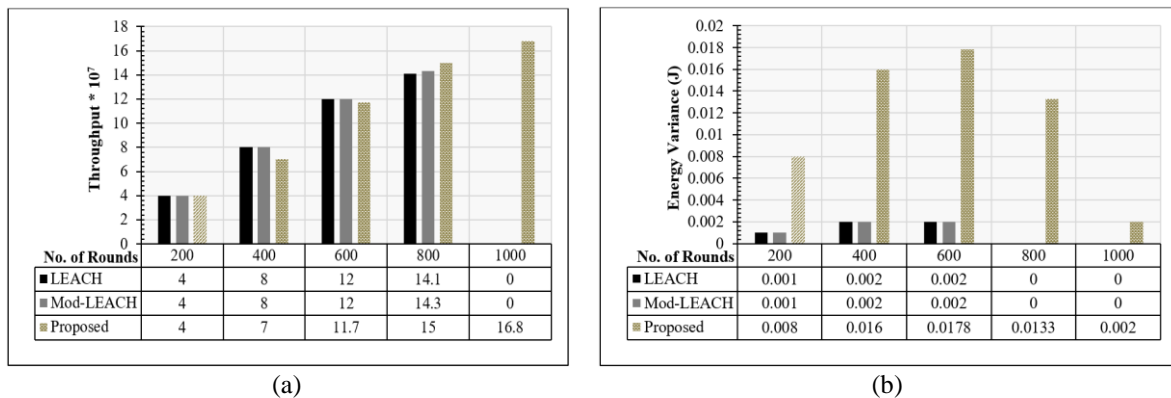 18
16
14
12
10
8
6
4
2
0
Throughput * 10⁷
No. of Rounds 200 400 600 800 1000
LEACH 4 8 12 14.1 0
Mod-LEACH 4 8 12 14.3 0
Proposed 4 7 11.7 15 16.8
(a)
0.02
0.018
0.016
0.014
0.012
0.01
0.008
0.006
0.004
0.002
0
Energy Variance (J)
No. of Rounds 200 400 600 800 1000
LEACH 0.001 0.002 0.002 0 0
Mod-LEACH 0.001 0.002 0.002 0 0
Proposed 0.008 0.016 0.0178 0.0133 0.002
(b)